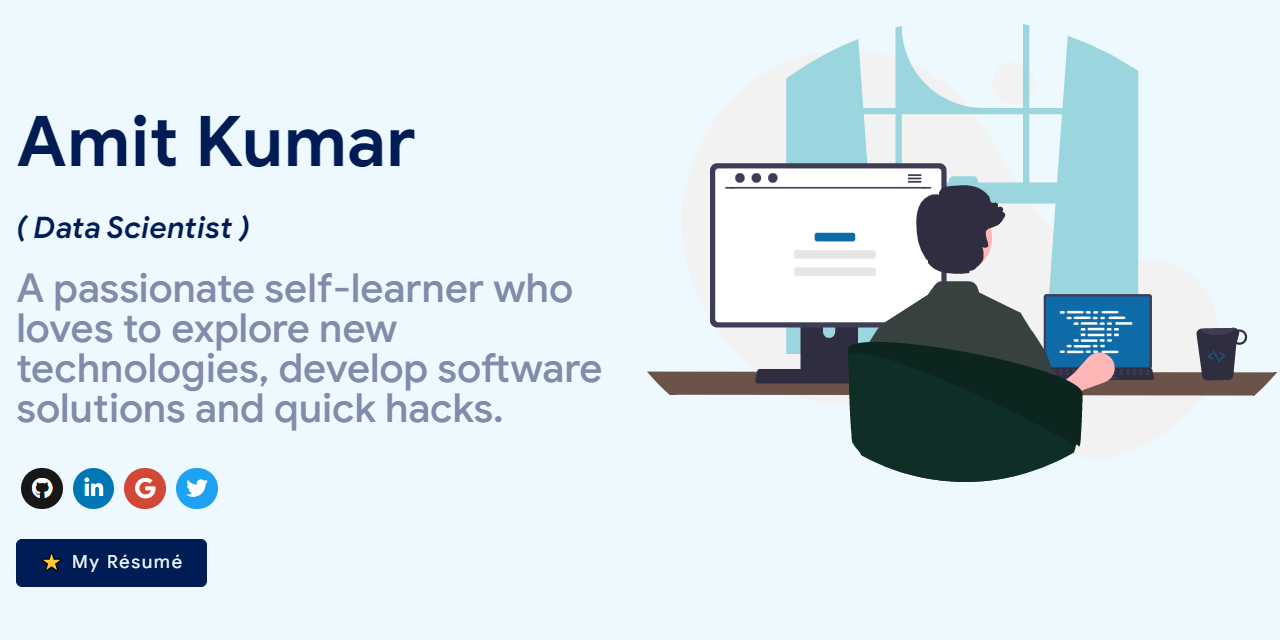 Amit Kumar
( Data Scientist )
A passionate self-learner who
loves to explore new
technologies, develop software
solutions and quick hacks.
in
G
My Résumé
</>